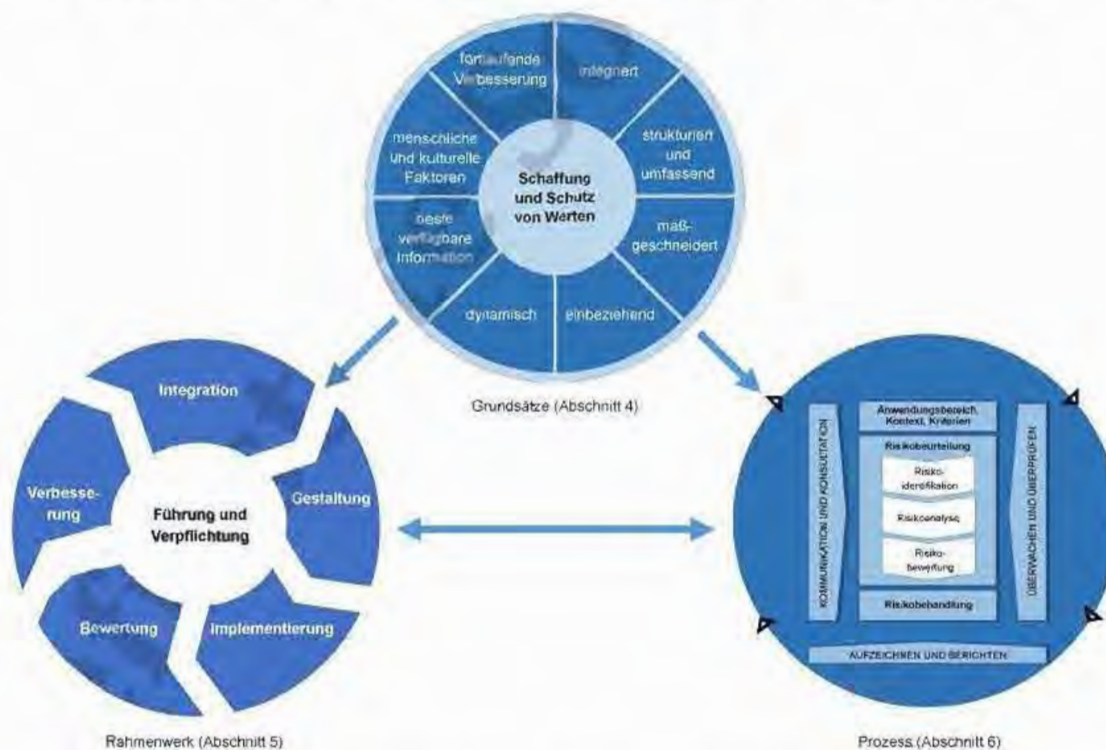 fortlaufende
Verbesserung
integriert
menschliche
und kulturelle
Faktoren
strukturiert
und
umfassend
Schaffung
und Schutz
von Werten
beste
verfügbare
Information
maß-
geschneidert
dynamisch
einbeziehend
Grundsätze (Abschnitt 4)
Integration
Verbesse-
rung
Gestaltung
Führung und
Verpflichtung
Bewertung
Implementierung
Rahmenwerk (Abschnitt 5)
KOMMUNIKATION UND KONSULTATION
Anwendungsbereich,
Kontext, Kriterien
Risikobeurteilung
Risiko-
identifikation
Risikoanalyse
Risiko-
bewertung
Risikobehandlung
ÜBERWACHEN UND ÜBERPRÜFEN
AUFZEICHNEN UND BERICHTEN
Prozess (Abschnitt 6)